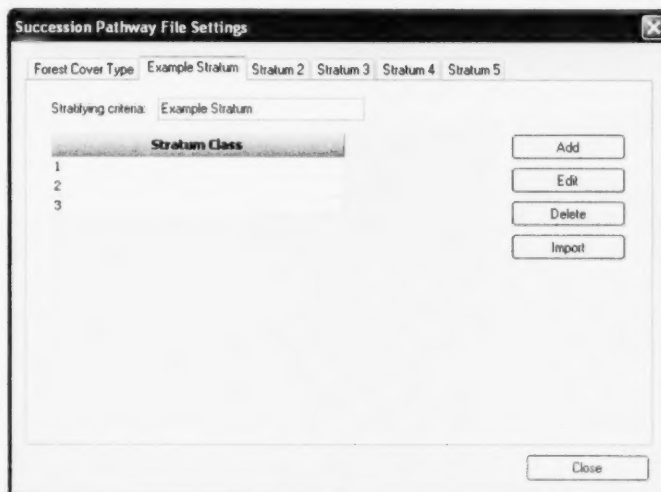 Succession Pathway File Settings
Forest Cover Type Example Stratum Stratum 2 Stratum 3 Stratum 4 Stratum 5
Stratifying criteria: Example Stratum
Stratum Class
1
2
3
Add
Edit
Delete
Import
Close